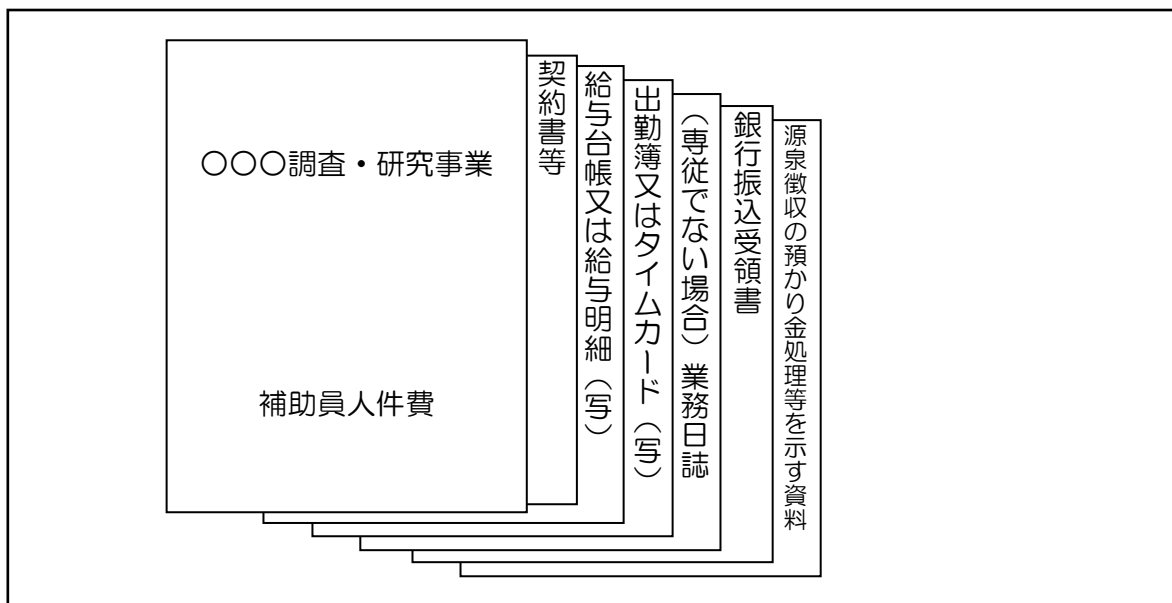 〇〇〇調査・研究事業
補助員人件費
契約書等
給与台帳又は給与明細（写）
出勤簿又はタイムカード（写）
（専従でない場合）業務日誌
銀行振込受領書
源泉徴収の預かり金処理等を示す資料